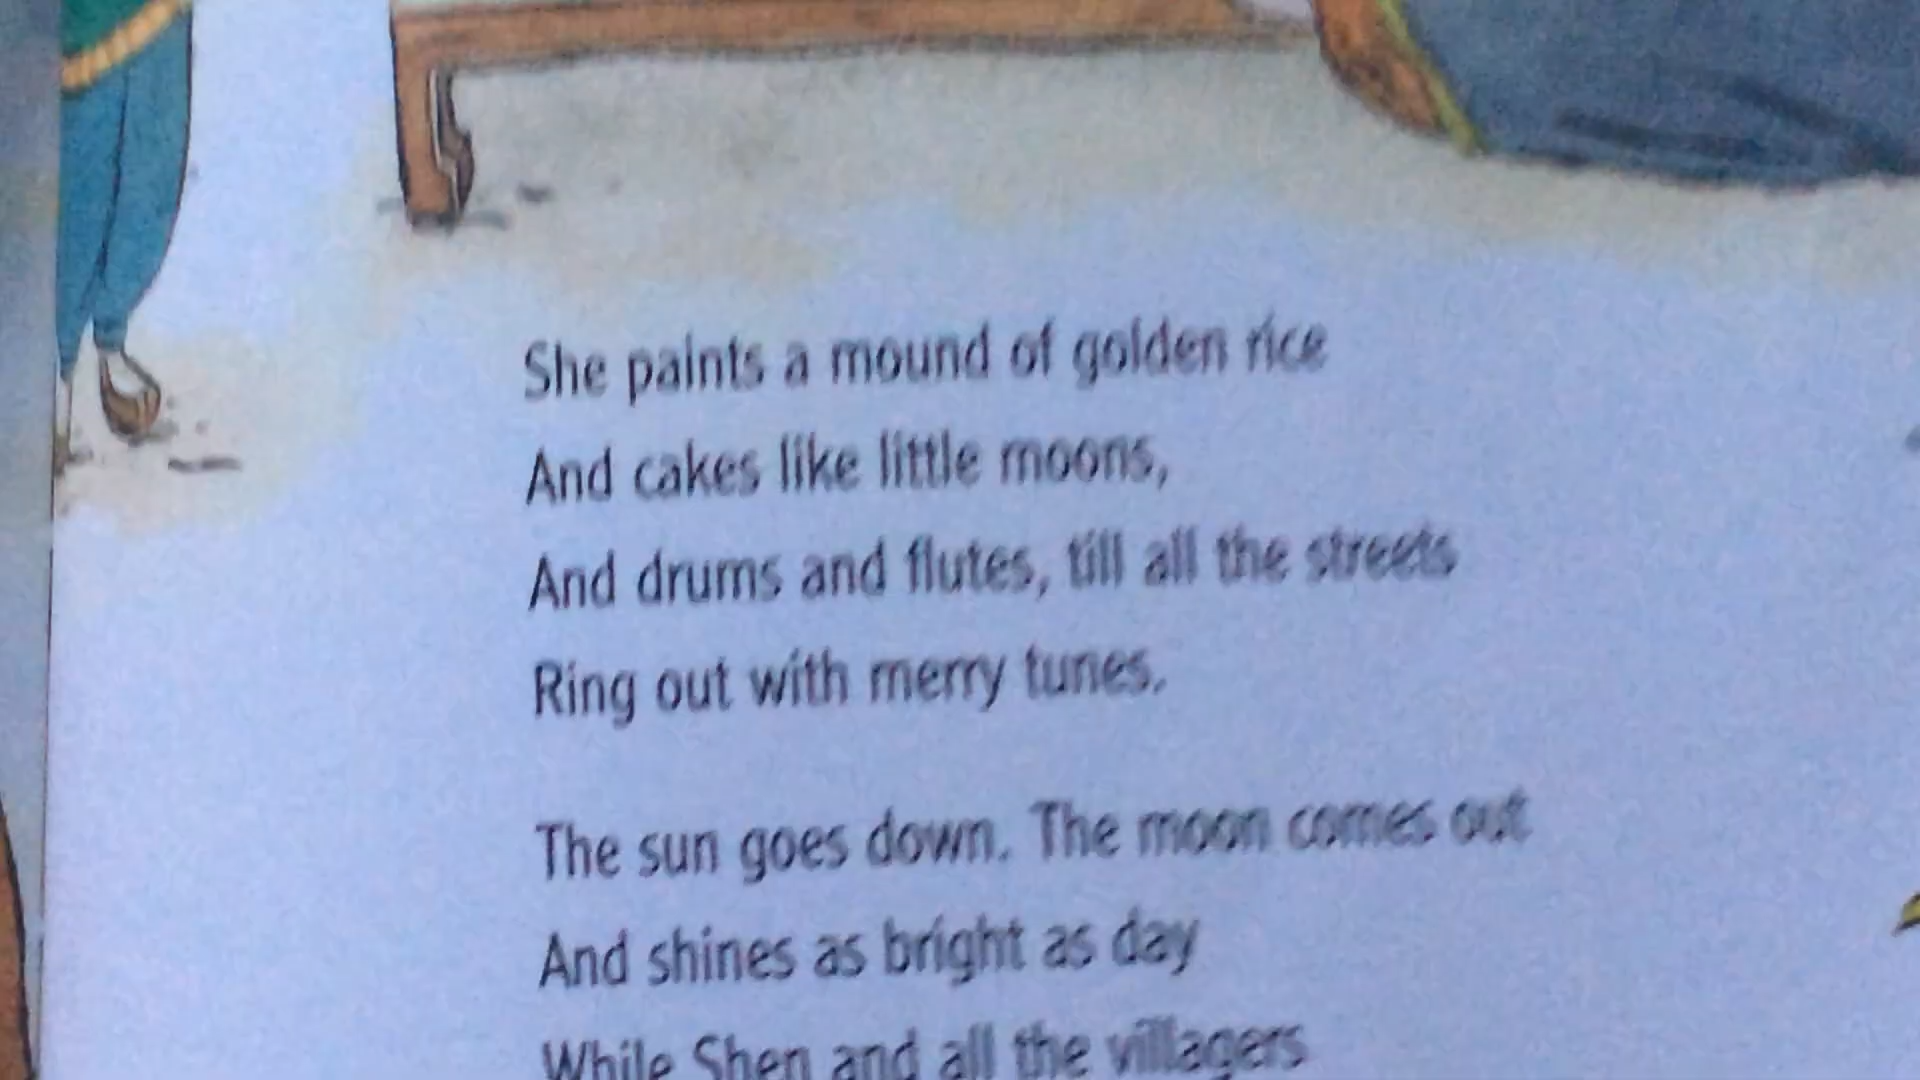 She paints a mound of golden rice
And cakes like little moons,
And drums and flutes, till all the streets
Ring out with merry tunes.
The sun goes down. The moon comes out
And shines as bright as day
While Shen and all the villagers